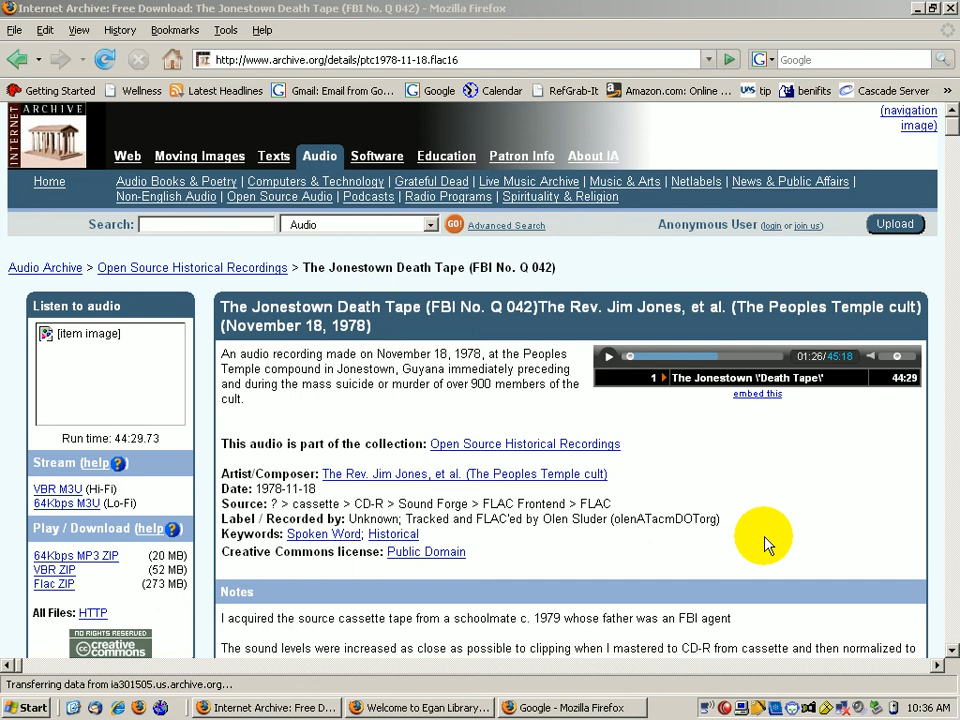 Internet Archive: Free Download: The Jonestown Death Tape (FBI No. Q 042) - Mozilla Firefox
File Edit View History Bookmarks Tools Help
http://www.archive.org/details/ptc1978-11-18.flac16
Google
Getting Started Wellness Latest Headlines Gmail: Email from Go... Google Calendar RefGrab-It Amazon.com: Online ... tip benifits Cascade Server »
INTERNET ARCHIVE
(navigation image)
Web Moving Images Texts Audio Software Education Patron Info About IA
Home
Audio Books & Poetry | Computers & Technology | Grateful Dead | Live Music Archive | Music & Arts | Netlabels | News & Public Affairs |
Non-English Audio | Open Source Audio | Podcasts | Radio Programs | Spirituality & Religion
Search: Audio GO! Advanced Search Anonymous User (login or join us) Upload
Audio Archive > Open Source Historical Recordings > The Jonestown Death Tape (FBI No. Q 042)
Listen to audio
[item image]
Run time: 44:29.73
Stream (help ?)
VBR M3U (Hi-Fi)
64Kbps M3U (Lo-Fi)
Play / Download (help ?)
64Kbps MP3 ZIP (20 MB)
VBR ZIP (52 MB)
Flac ZIP (273 MB)
All Files: HTTP
NO RIGHTS RESERVED
creative commons
The Jonestown Death Tape (FBI No. Q 042)The Rev. Jim Jones, et al. (The Peoples Temple cult)
(November 18, 1978)
An audio recording made on November 18, 1978, at the Peoples
Temple compound in Jonestown, Guyana immediately preceding
and during the mass suicide or murder of over 900 members of the
cult.
01:26/45:18
1 The Jonestown \'Death Tape\' 44:29
embed this
This audio is part of the collection: Open Source Historical Recordings
Artist/Composer: The Rev. Jim Jones, et al. (The Peoples Temple cult)
Date: 1978-11-18
Source: ? > cassette > CD-R > Sound Forge > FLAC Frontend > FLAC
Label / Recorded by: Unknown; Tracked and FLAC'ed by Olen Sluder (olenATacmDOTorg)
Keywords: Spoken Word; Historical
Creative Commons license: Public Domain
Notes
I acquired the source cassette tape from a schoolmate c. 1979 whose father was an FBI agent
The sound levels were increased as close as possible to clipping when I mastered to CD-R from cassette and then normalized to
Transferring data from ia301505.us.archive.org...
Start Internet Archive: Free D... Welcome to Egan Library... Google - Mozilla Firefox 10:36 AM